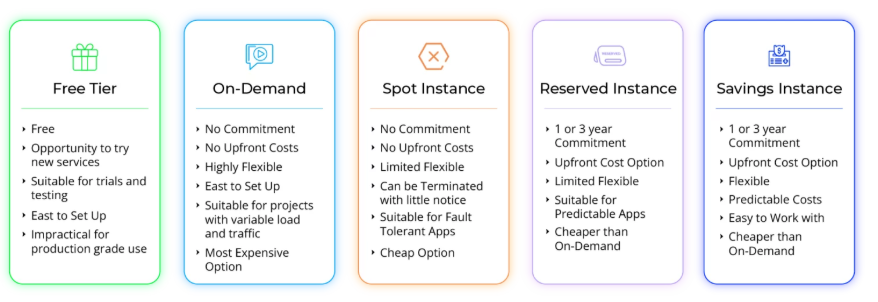 Free Tier
Free
Opportunity to try
new services
Suitable for trials and
testing
East to Set Up
Impractical for
production grade use
On-Demand
No Commitment
No Upfront Costs
Highly Flexible
East to Set Up
Suitable for projects
with variable load
and traffic
Most Expensive
Option
Spot Instance
No Commitment
No Upfront Costs
Limited Flexible
Can be Terminated
with little notice
Suitable for Fault
Tolerant Apps
Cheap Option
RESERVED
Reserved Instance
1 or 3 year
Commitment
Upfront Cost Option
Limited Flexible
Suitable for
Predictable Apps
Cheaper than
On-Demand
Savings Instance
1 or 3 year
Commitment
Upfront Cost Option
Flexible
Predictable Costs
Easy to Work with
Cheaper than
On-Demand